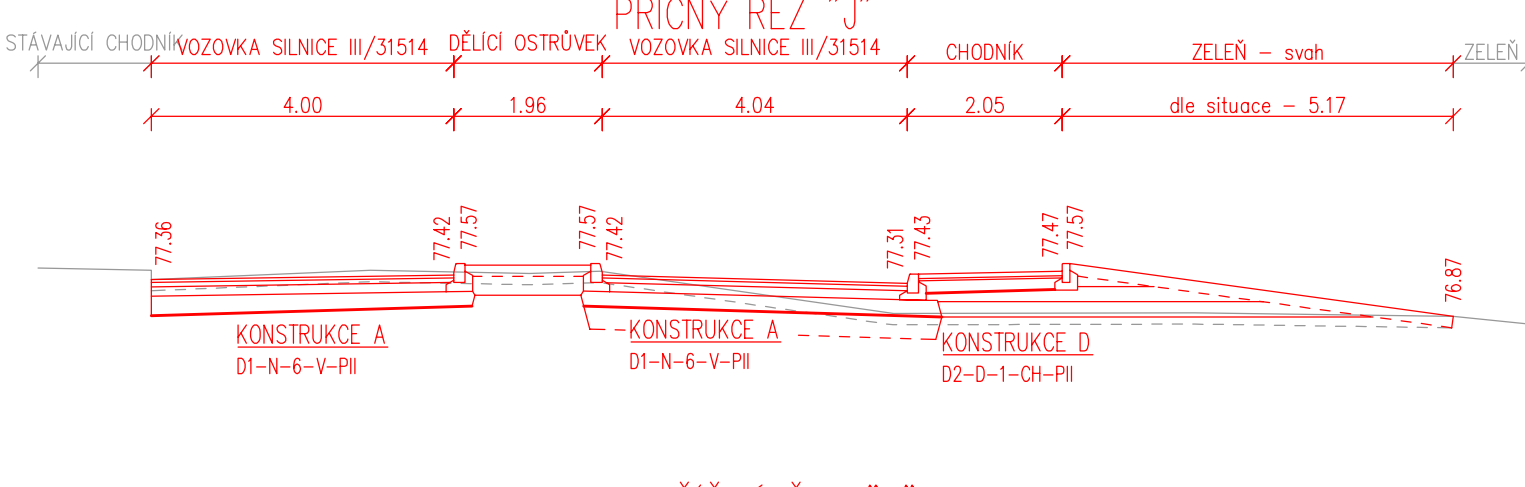 PŘÍČNÝ ŘEZ "J"
STÁVAJÍCÍ CHODNÍK
VOZOVKA SILNICE III/31514
DĚLÍCÍ OSTRŮVEK
VOZOVKA SILNICE III/31514
CHODNÍK
ZELEŇ - svah
ZELEŇ
4.00
1.96
4.04
2.05
dle situace - 5.17
77.36
77.42
77.57
77.57
77.42
77.31
77.43
77.47
77.57
76.87
KONSTRUKCE A
D1-N-6-V-PII
KONSTRUKCE A
D1-N-6-V-PII
KONSTRUKCE D
D2-D-1-CH-PII